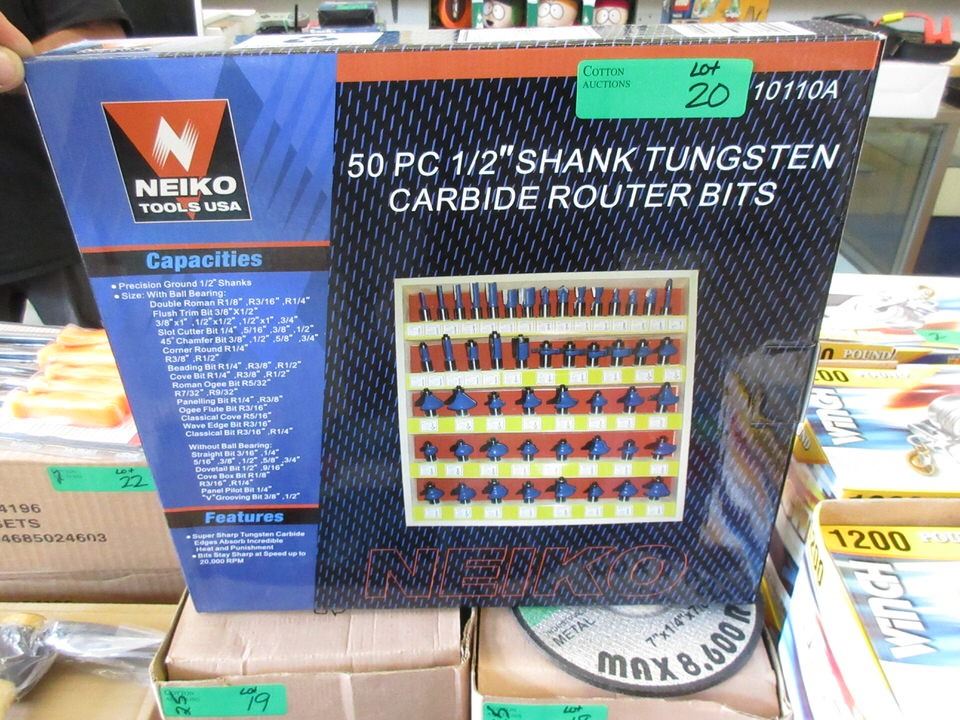 COTTON
AUCTIONS
Lot
20
10110A
50 PC 1/2" SHANK TUNGSTEN
CARBIDE ROUTER BITS
NEIKO
TOOLS USA
Capacities
• Precision Ground 1/2" Shanks
• Size: With Ball Bearing:
Double Roman R1/8" ,R3/16" ,R1/4"
Flush Trim Bit 3/8"X1/2"
3/8"x1" ,1/2"x1/2" ,1/2"x1" ,3/4"
Slot Cutter Bit 1/4" ,5/16" ,3/8" ,1/2"
45° Chamfer Bit 3/8" ,1/2" ,5/8" ,3/4"
Corner Round R1/4"
R3/8" ,R1/2"
Beading Bit R1/4" ,R3/8" ,R1/2"
Cove Bit R1/4" ,R3/8" ,R1/2"
Roman Ogee Bit R5/32"
R7/32" ,R9/32"
Panelling Bit R1/4" ,R3/8"
Ogee Flute Bit R3/16"
Classical Cove R5/16"
Wave Edge Bit R3/16"
Classical Bit R3/16" ,R1/4"
Without Ball Bearing:
Straight Bit 3/16" ,1/4"
5/16" ,3/8" ,1/2" ,5/8" ,3/4"
Dovetail Bit 1/2" ,9/16"
Cove Box Bit R1/8"
R3/16" ,R1/4"
Panel Pilot Bit 1/4"
"V"Grooving Bit 3/8" ,1/2"
Features
• Super Sharp Tungsten Carbide
Edges Absorb Incredible
Heat and Punishment
• Bits Stay Sharp at Speed up to
20,000 RPM
NEIKO
2
Lot
22
4196
SETS
4685024603
25
Lot
19
5
Lot
METAL
7"x1/4"x7/8
MAX 8,600 R
POUND
WINCH
1200
WINCH